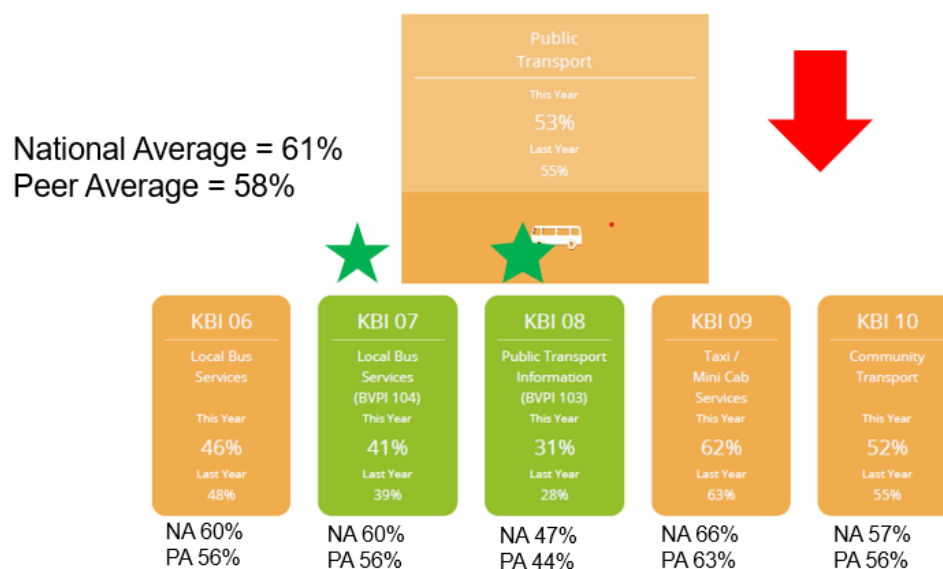 Public
Transport
This Year
53%
Last Year
55%
National Average = 61%
Peer Average = 58%
KBI 06
Local Bus
Services
This Year
46%
Last Year
48%
NA 60%
PA 56%
KBI 07
Local Bus
Services
(BVPI 104)
This Year
41%
Last Year
39%
NA 60%
PA 56%
KBI 08
Public Transport
Information
(BVPI 103)
This Year
31%
Last Year
28%
NA 47%
PA 44%
KBI 09
Taxi /
Mini Cab
Services
This Year
62%
Last Year
63%
NA 66%
PA 63%
KBI 10
Community
Transport
This Year
52%
Last Year
55%
NA 57%
PA 56%